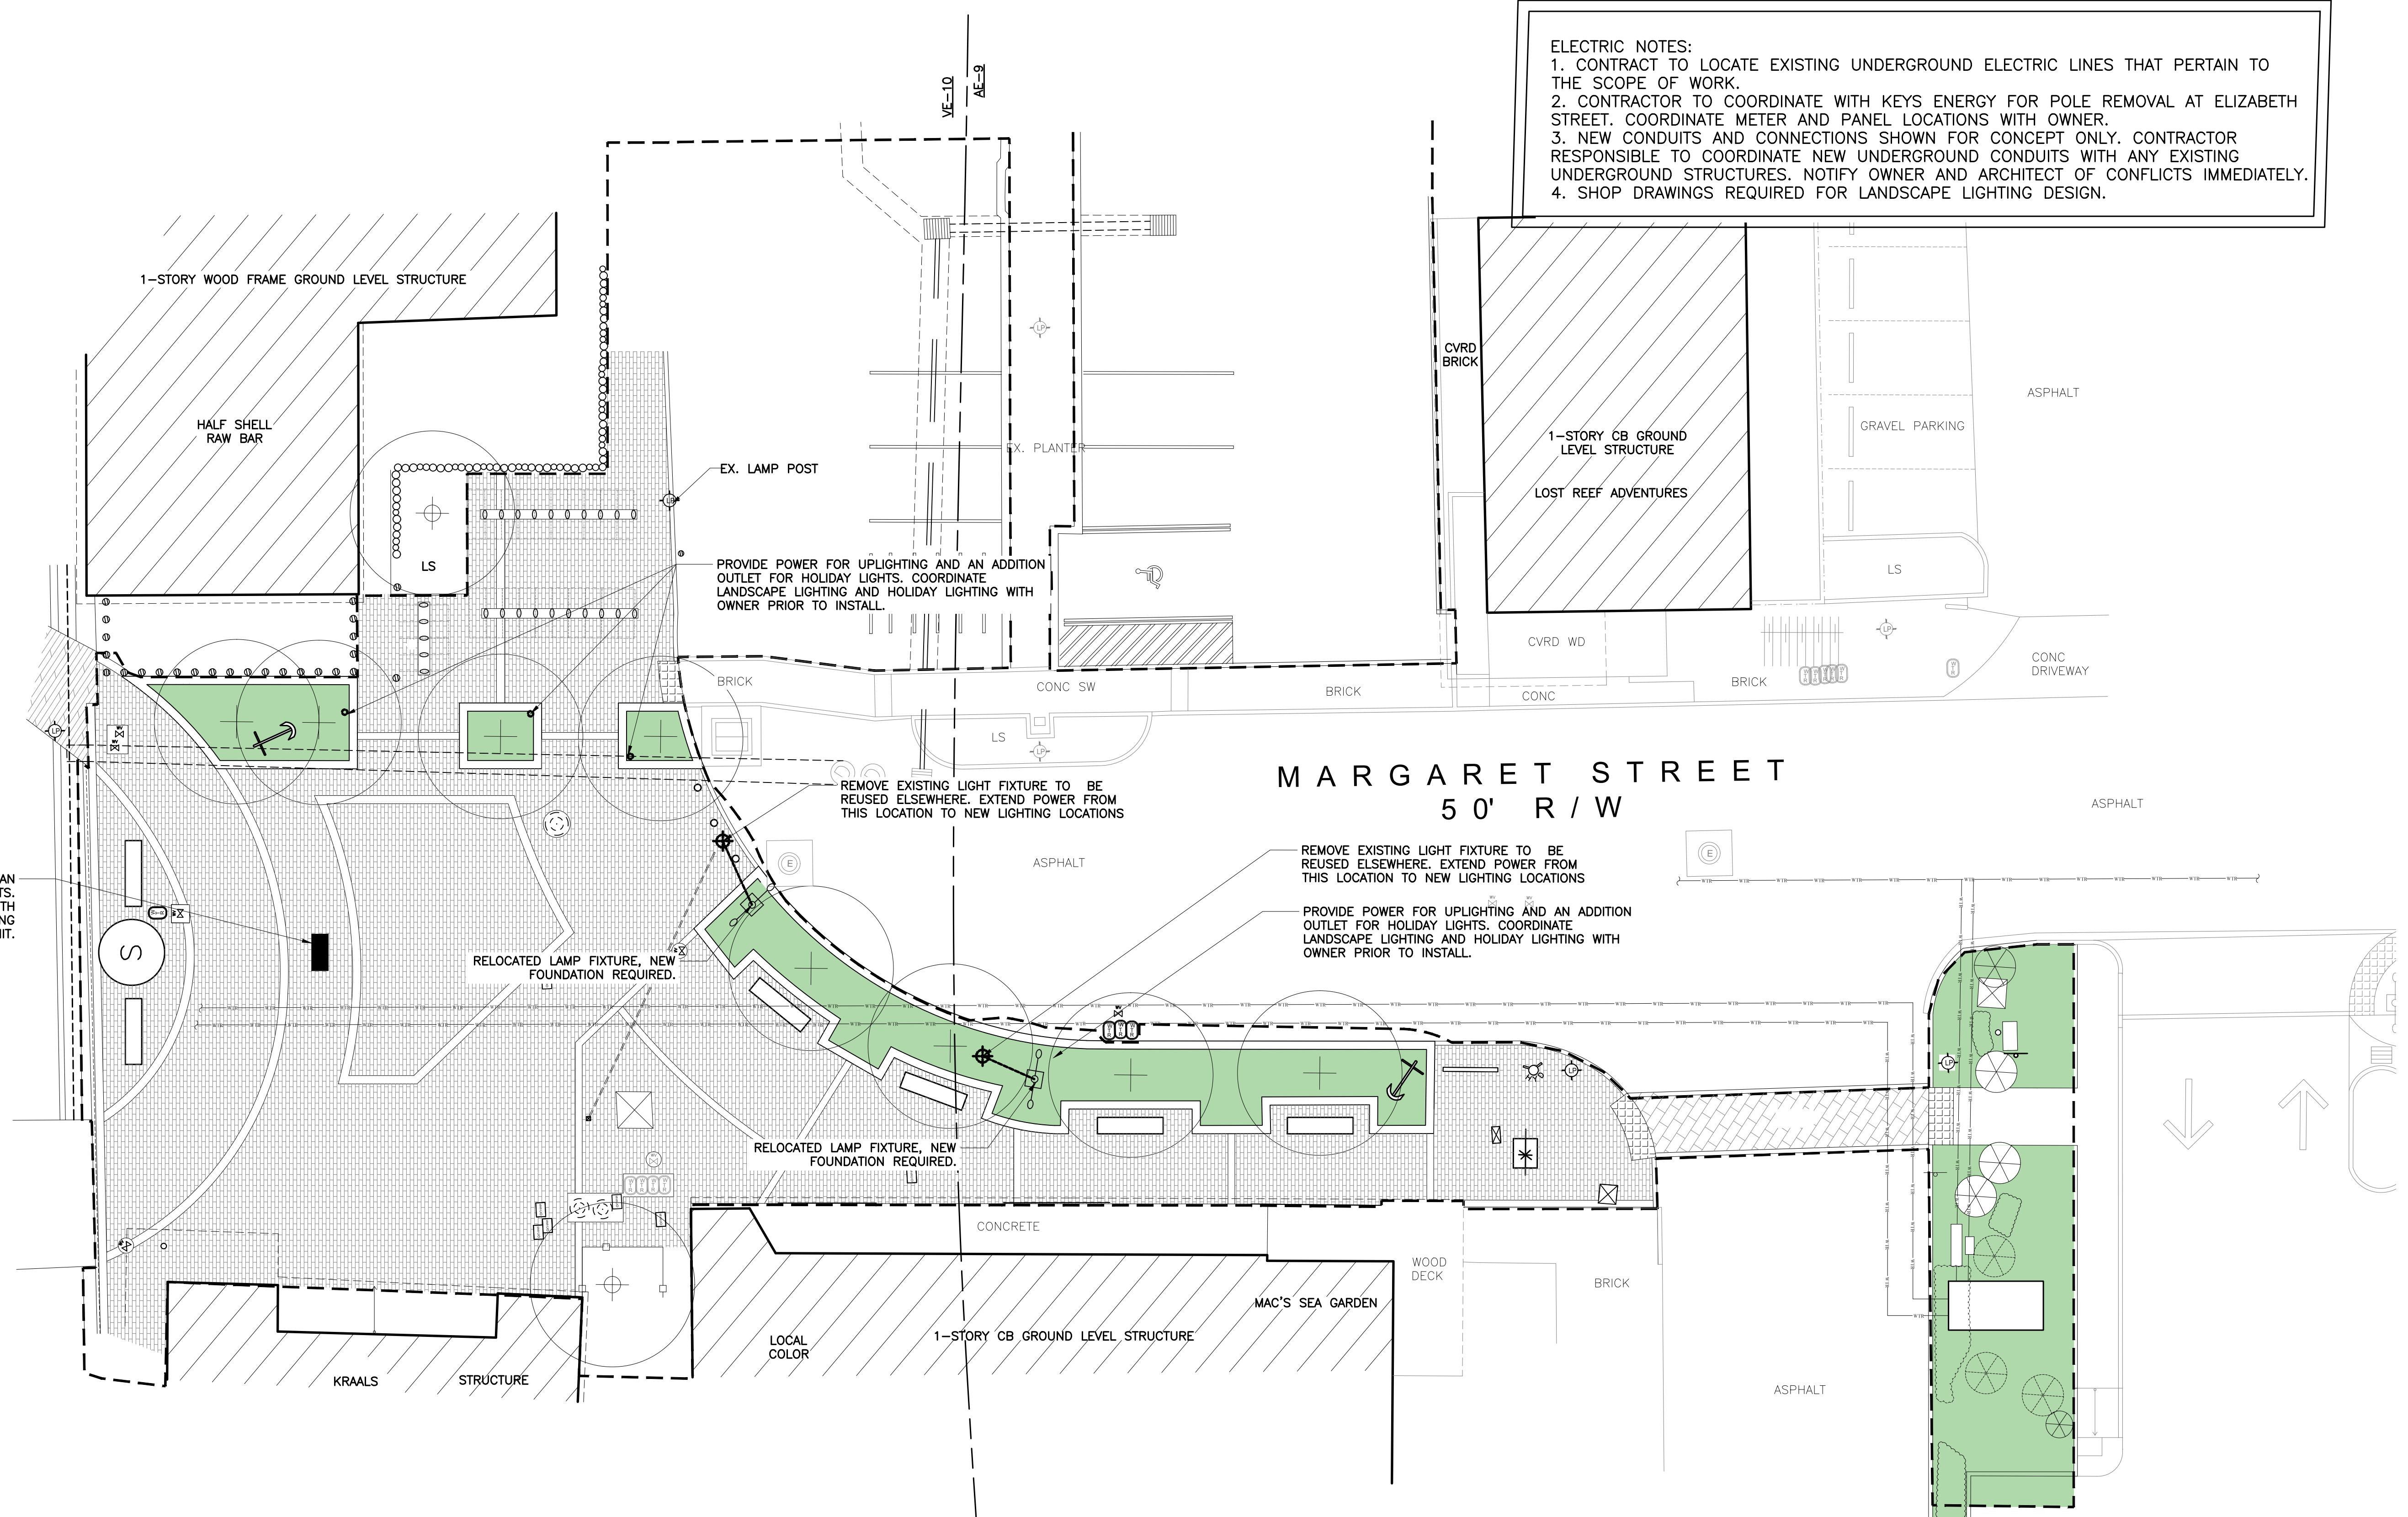 ELECTRIC NOTES:
1. CONTRACT TO LOCATE EXISTING UNDERGROUND ELECTRIC LINES THAT PERTAIN TO
THE SCOPE OF WORK.
2. CONTRACTOR TO COORDINATE WITH KEYS ENERGY FOR POLE REMOVAL AT ELIZABETH
STREET. COORDINATE METER AND PANEL LOCATIONS WITH OWNER.
3. NEW CONDUITS AND CONNECTIONS SHOWN FOR CONCEPT ONLY. CONTRACTOR
RESPONSIBLE TO COORDINATE NEW UNDERGROUND CONDUITS WITH ANY EXISTING
UNDERGROUND STRUCTURES. NOTIFY OWNER AND ARCHITECT OF CONFLICTS IMMEDIATELY.
4. SHOP DRAWINGS REQUIRED FOR LANDSCAPE LIGHTING DESIGN.
VE-10
AE-9
1-STORY WOOD FRAME GROUND LEVEL STRUCTURE
HALF SHELL
RAW BAR
LS
EX. LAMP POST
LP
LP
EX. PLANTER
CVRD
BRICK
1-STORY CB GROUND
LEVEL STRUCTURE
LOST REEF ADVENTURES
GRAVEL PARKING
ASPHALT
LS
LP
PROVIDE POWER FOR UPLIGHTING AND AN ADDITION
OUTLET FOR HOLIDAY LIGHTS. COORDINATE
LANDSCAPE LIGHTING AND HOLIDAY LIGHTING WITH
OWNER PRIOR TO INSTALL.
CVRD WD
CONC
DRIVEWAY
BRICK
CONC SW
BRICK
CONC
BRICK
LP
LS
LP
MARGARET STREET
50' R/W
ASPHALT
REMOVE EXISTING LIGHT FIXTURE TO BE
REUSED ELSEWHERE. EXTEND POWER FROM
THIS LOCATION TO NEW LIGHTING LOCATIONS
ASPHALT
E
E
REMOVE EXISTING LIGHT FIXTURE TO BE
REUSED ELSEWHERE. EXTEND POWER FROM
THIS LOCATION TO NEW LIGHTING LOCATIONS
PROVIDE POWER FOR UPLIGHTING AND AN ADDITION
OUTLET FOR HOLIDAY LIGHTS. COORDINATE
LANDSCAPE LIGHTING AND HOLIDAY LIGHTING WITH
OWNER PRIOR TO INSTALL.
AN
TS.
TH
NG
IIT.
S
RELOCATED LAMP FIXTURE, NEW
FOUNDATION REQUIRED.
LP
LP
RELOCATED LAMP FIXTURE, NEW
FOUNDATION REQUIRED.
CONCRETE
WOOD
DECK
BRICK
MAC'S SEA GARDEN
LOCAL
COLOR
1-STORY CB GROUND LEVEL STRUCTURE
KRAALS
STRUCTURE
ASPHALT